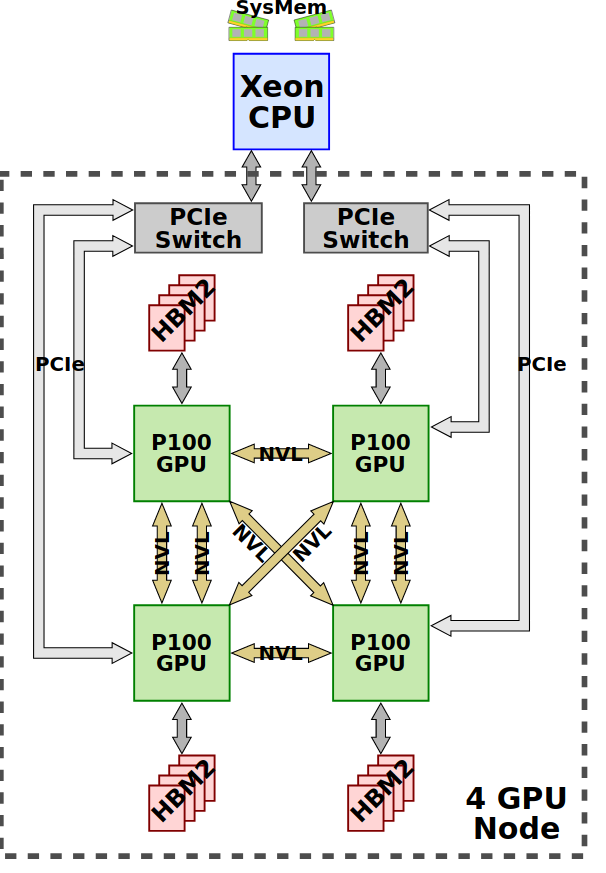 SysMem
Xeon
CPU
PCIe
Switch
PCIe
Switch
HBM2
HBM2
PCIe
PCIe
P100
GPU
NVL
P100
GPU
NVL
NVL
NVL
NVL
NVL
NVL
P100
GPU
NVL
P100
GPU
HBM2
HBM2
4 GPU
Node